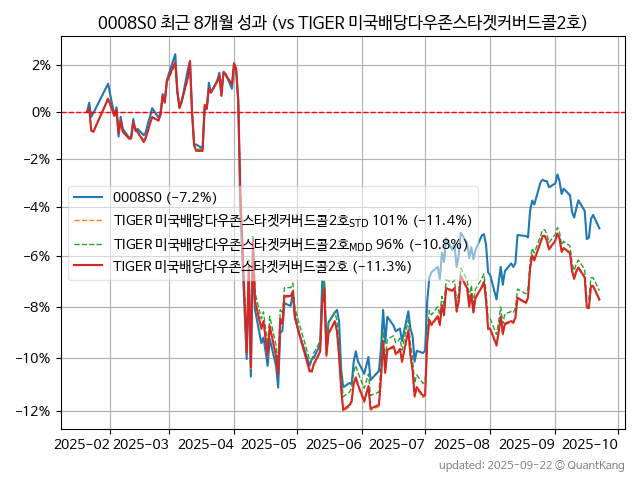 0008S0 최근 8개월 성과 (vs TIGER 미국배당다우존스타겟커버드콜2호)
2%
0%
−2%
−4%
−6%
−8%
−10%
−12%
0008S0 (−7.2%)
TIGER 미국배당다우존스타겟커버드콜2호STD 101% (−11.4%)
TIGER 미국배당다우존스타겟커버드콜2호MDD 96% (−10.8%)
TIGER 미국배당다우존스타겟커버드콜2호 (−11.3%)
2025-02 2025-03 2025-04 2025-05 2025-06 2025-07 2025-08 2025-09 2025-10
updated: 2025-09-22 © QuantKang